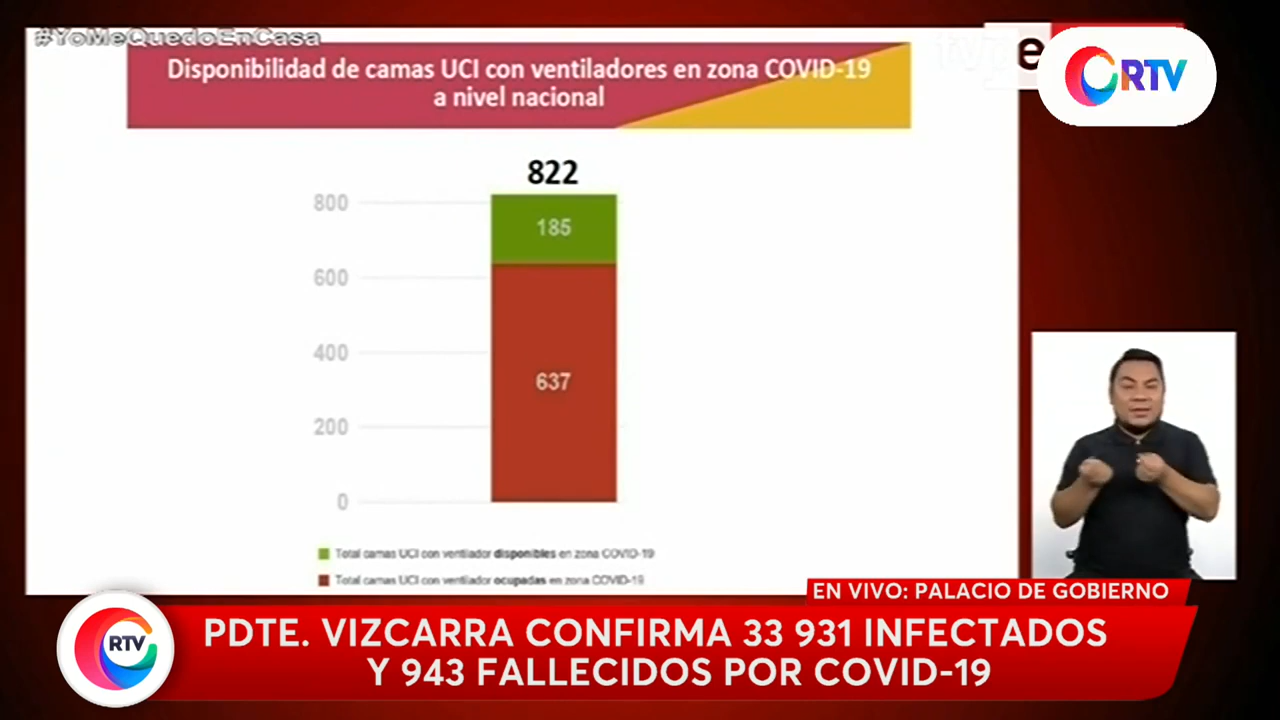 #YoMeQuedoEnCasa
Disponibilidad de camas UCI con ventiladores en zona COVID-19
a nivel nacional
RTV
822
800
185
600
400
637
200
0
Total camas UCI con ventilador disponibles en zona COVID-19
Total camas UCI con ventilador ocupadas en zona COVID-19
EN VIVO: PALACIO DE GOBIERNO
RTV
PDTE. VIZCARRA CONFIRMA 33 931 INFECTADOS
Y 943 FALLECIDOS POR COVID-19